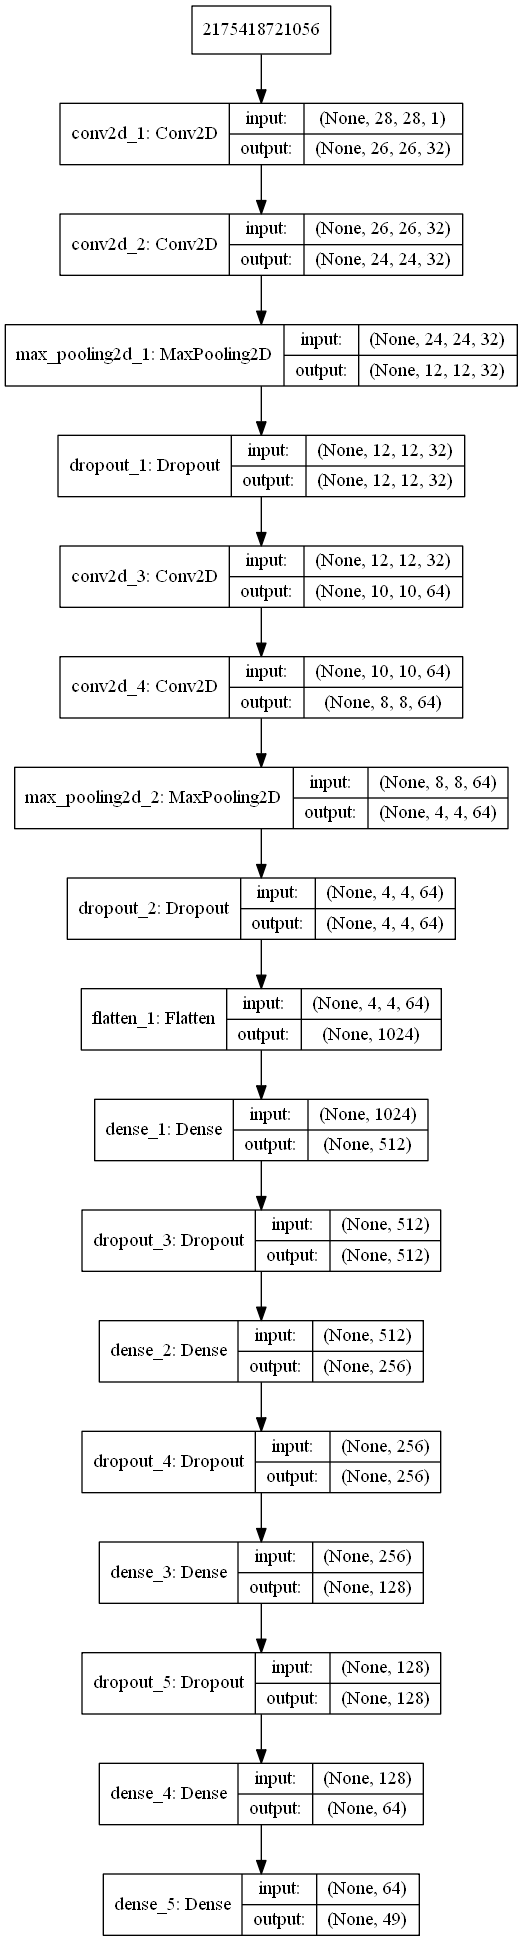 2175418721056
conv2d_1: Conv2D
input: (None, 28, 28, 1)
output: (None, 26, 26, 32)
conv2d_2: Conv2D
input: (None, 26, 26, 32)
output: (None, 24, 24, 32)
max_pooling2d_1: MaxPooling2D
input: (None, 24, 24, 32)
output: (None, 12, 12, 32)
dropout_1: Dropout
input: (None, 12, 12, 32)
output: (None, 12, 12, 32)
conv2d_3: Conv2D
input: (None, 12, 12, 32)
output: (None, 10, 10, 64)
conv2d_4: Conv2D
input: (None, 10, 10, 64)
output: (None, 8, 8, 64)
max_pooling2d_2: MaxPooling2D
input: (None, 8, 8, 64)
output: (None, 4, 4, 64)
dropout_2: Dropout
input: (None, 4, 4, 64)
output: (None, 4, 4, 64)
flatten_1: Flatten
input: (None, 4, 4, 64)
output: (None, 1024)
dense_1: Dense
input: (None, 1024)
output: (None, 512)
dropout_3: Dropout
input: (None, 512)
output: (None, 512)
dense_2: Dense
input: (None, 512)
output: (None, 256)
dropout_4: Dropout
input: (None, 256)
output: (None, 256)
dense_3: Dense
input: (None, 256)
output: (None, 128)
dropout_5: Dropout
input: (None, 128)
output: (None, 128)
dense_4: Dense
input: (None, 128)
output: (None, 64)
dense_5: Dense
input: (None, 64)
output: (None, 49)